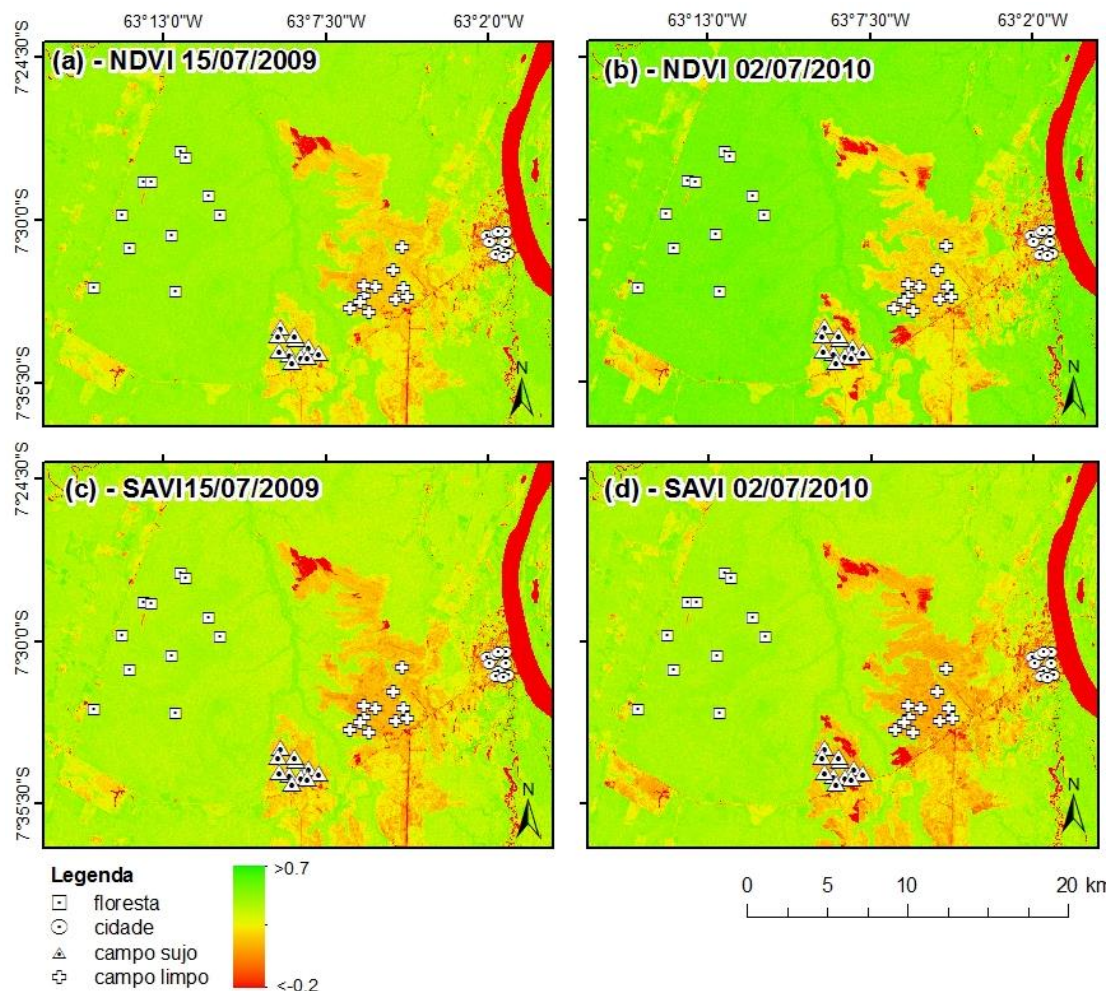 63°13'0"W 63°7'30"W 63°2'0"W 63°13'0"W 63°7'30"W 63°2'0"W
7°24'30"S
(a) - NDVI 15/07/2009
(b) - NDVI 02/07/2010
7°30'0"S
7°35'30"S
N
N
7°24'30"S
(c) - SAVI15/07/2009
(d) - SAVI 02/07/2010
7°30'0"S
7°35'30"S
N
N
Legenda
floresta
cidade
campo sujo
campo limpo
>0.7
<-0.2
0 5 10 20 km